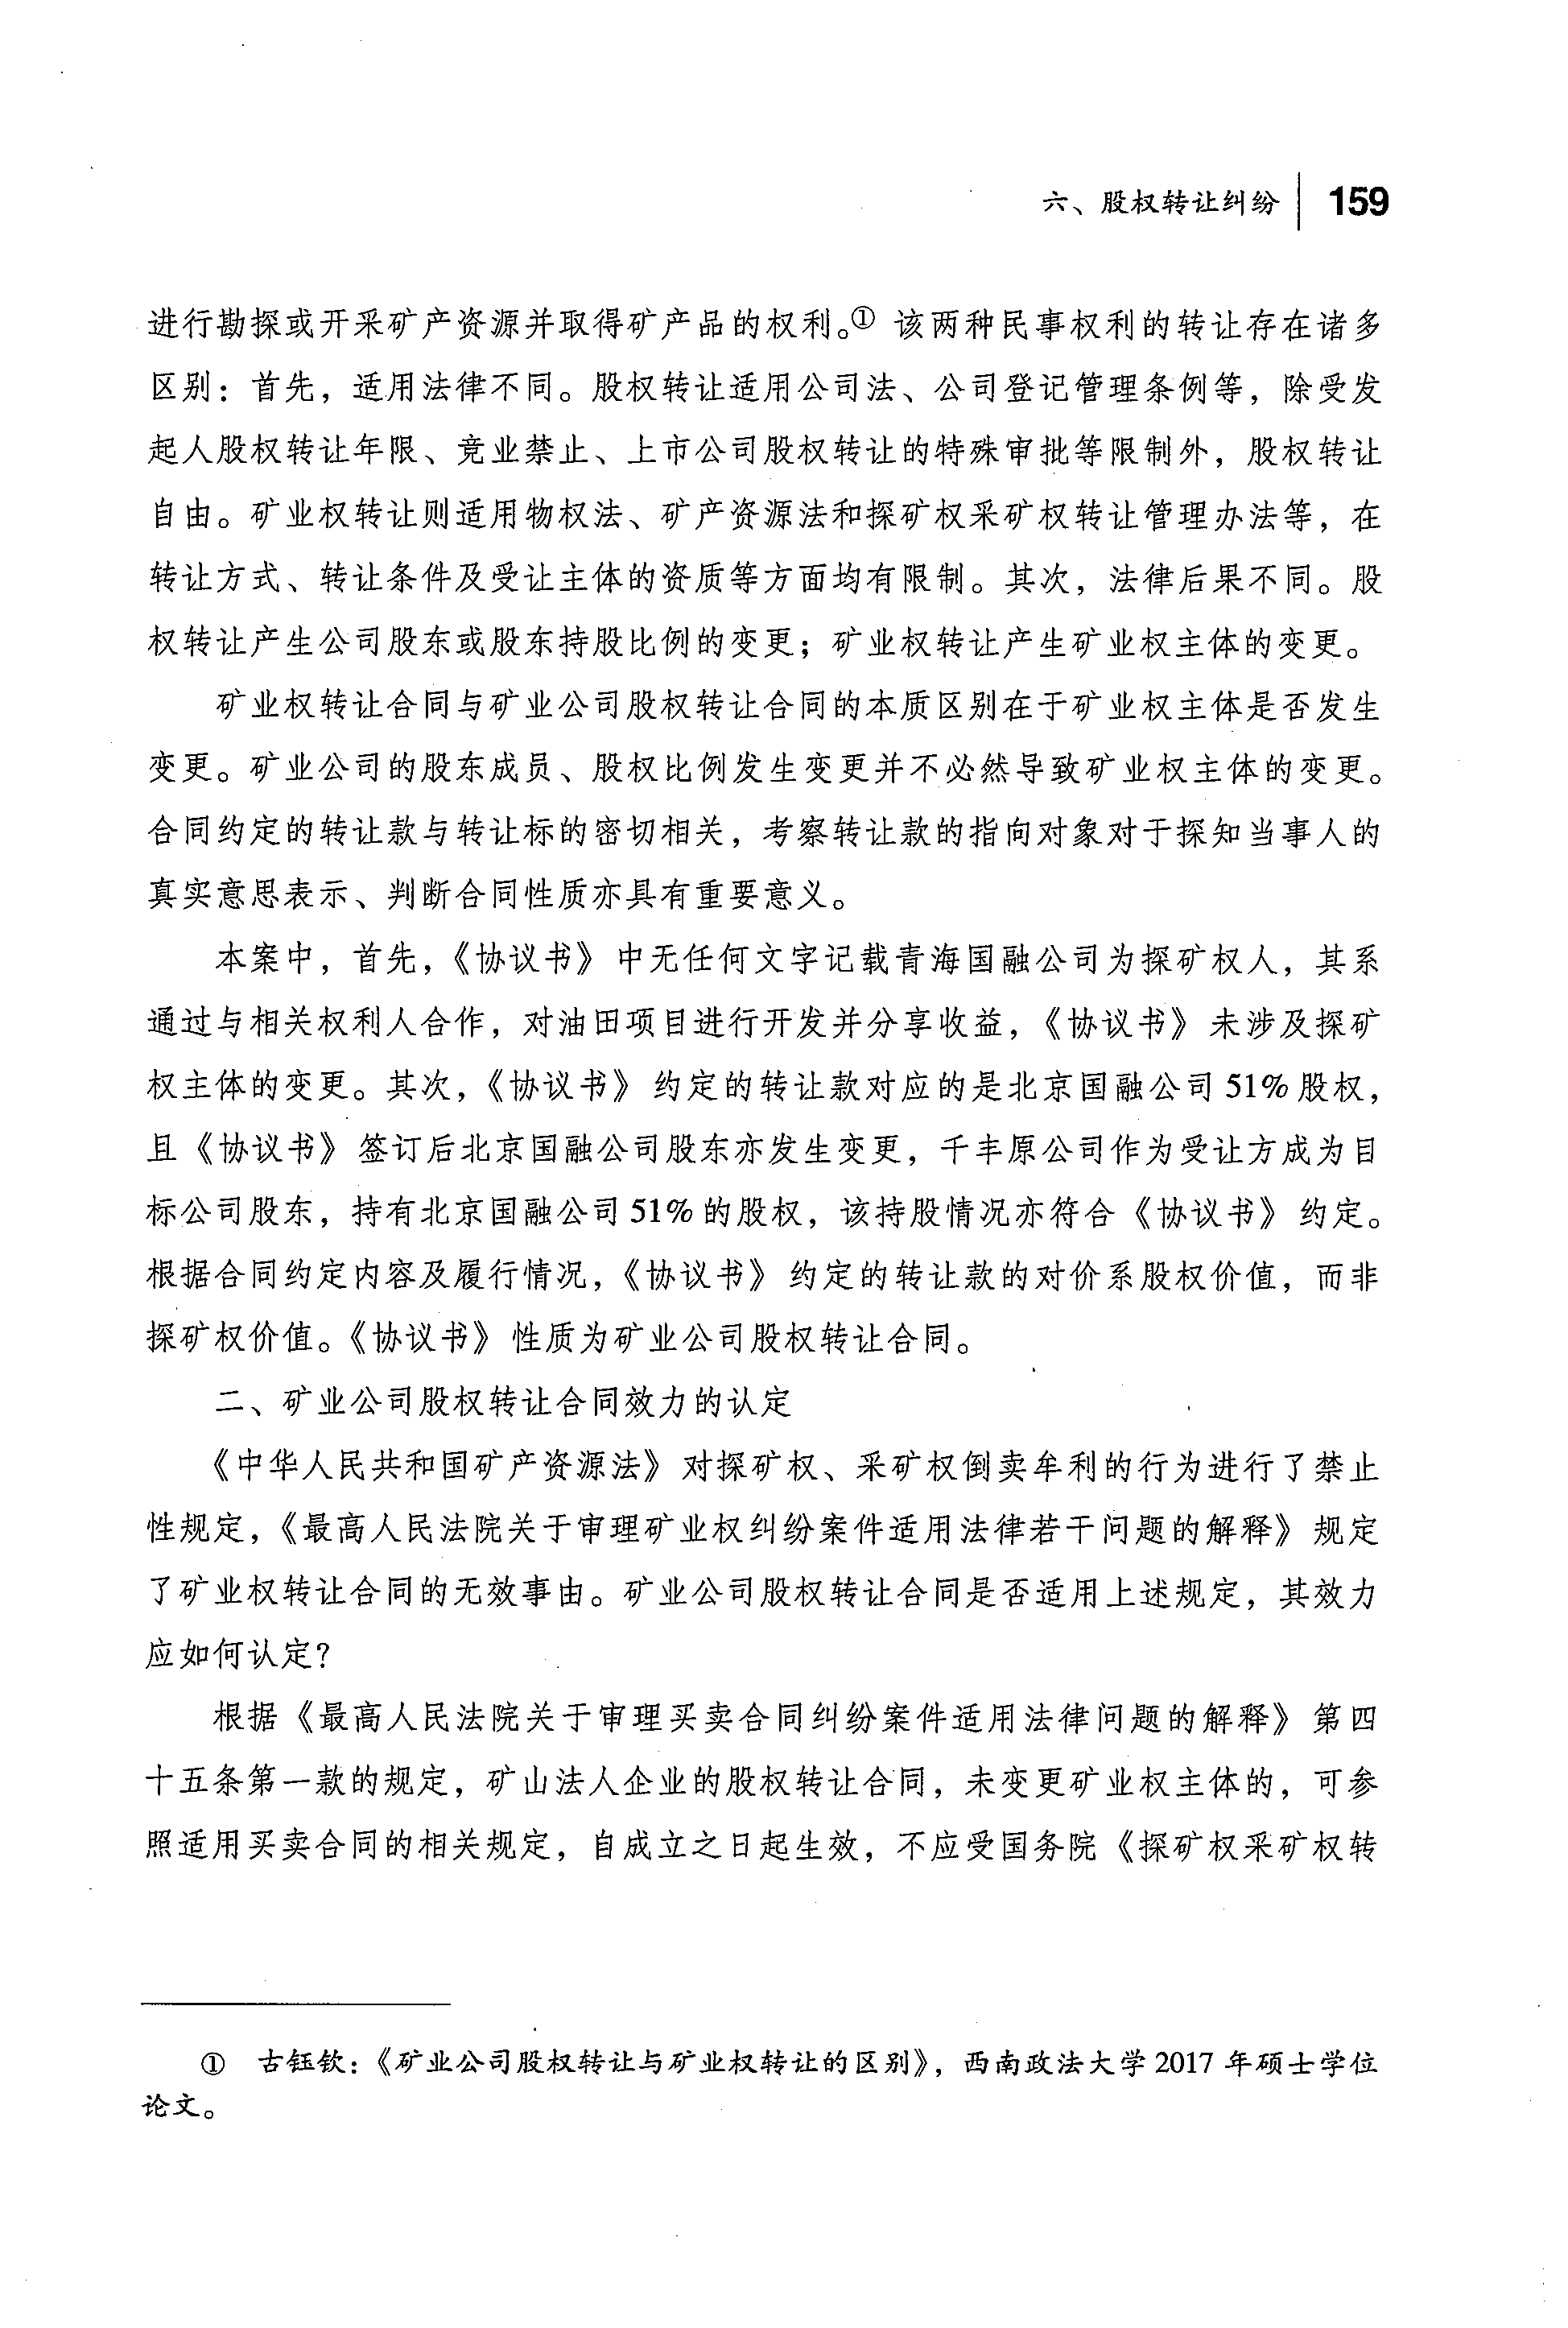 六、股权转让纠纷 159
进行勘探或开采矿产资源并取得矿产品的权利。① 该两种民事权利的转让存在诸多
区别：首先，适用法律不同。股权转让适用公司法、公司登记管理条例等，除受发
起人股权转让年限、竞业禁止、上市公司股权转让的特殊审批等限制外，股权转让
自由。矿业权转让则适用物权法、矿产资源法和探矿权采矿权转让管理办法等，在
转让方式、转让条件及受让主体的资质等方面均有限制。其次，法律后果不同。股
权转让产生公司股东或股东持股比例的变更；矿业权转让产生矿业权主体的变更。
矿业权转让合同与矿业公司股权转让合同的本质区别在于矿业权主体是否发生
变更。矿业公司的股东成员、股权比例发生变更并不必然导致矿业权主体的变更。
合同约定的转让款与转让标的密切相关，考察转让款的指向对象对于探知当事人的
真实意思表示、判断合同性质亦具有重要意义。
本案中，首先，《协议书》中无任何文字记载青海国融公司为探矿权人，其系
通过与相关权利人合作，对油田项目进行开发并分享收益，《协议书》未涉及探矿
权主体的变更。其次，《协议书》约定的转让款对应的是北京国融公司 51% 股权，
且《协议书》签订后北京国融公司股东亦发生变更，千丰原公司作为受让方成为目
标公司股东，持有北京国融公司 51% 的股权，该持股情况亦符合《协议书》约定。
根据合同约定内容及履行情况，《协议书》约定的转让款的对价系股权价值，而非
探矿权价值。《协议书》性质为矿业公司股权转让合同。
二、矿业公司股权转让合同效力的认定
《中华人民共和国矿产资源法》对探矿权、采矿权倒卖牟利的行为进行了禁止
性规定，《最高人民法院关于审理矿业权纠纷案件适用法律若干问题的解释》规定
了矿业权转让合同的无效事由。矿业公司股权转让合同是否适用上述规定，其效力
应如何认定？
根据《最高人民法院关于审理买卖合同纠纷案件适用法律问题的解释》第四
十五条第一款的规定，矿山法人企业的股权转让合同，未变更矿业权主体的，可参
照适用买卖合同的相关规定，自成立之日起生效，不应受国务院《探矿权采矿权转
① 古钰钦：《矿业公司股权转让与矿业权转让的区别》，西南政法大学 2017 年硕士学位
论文。